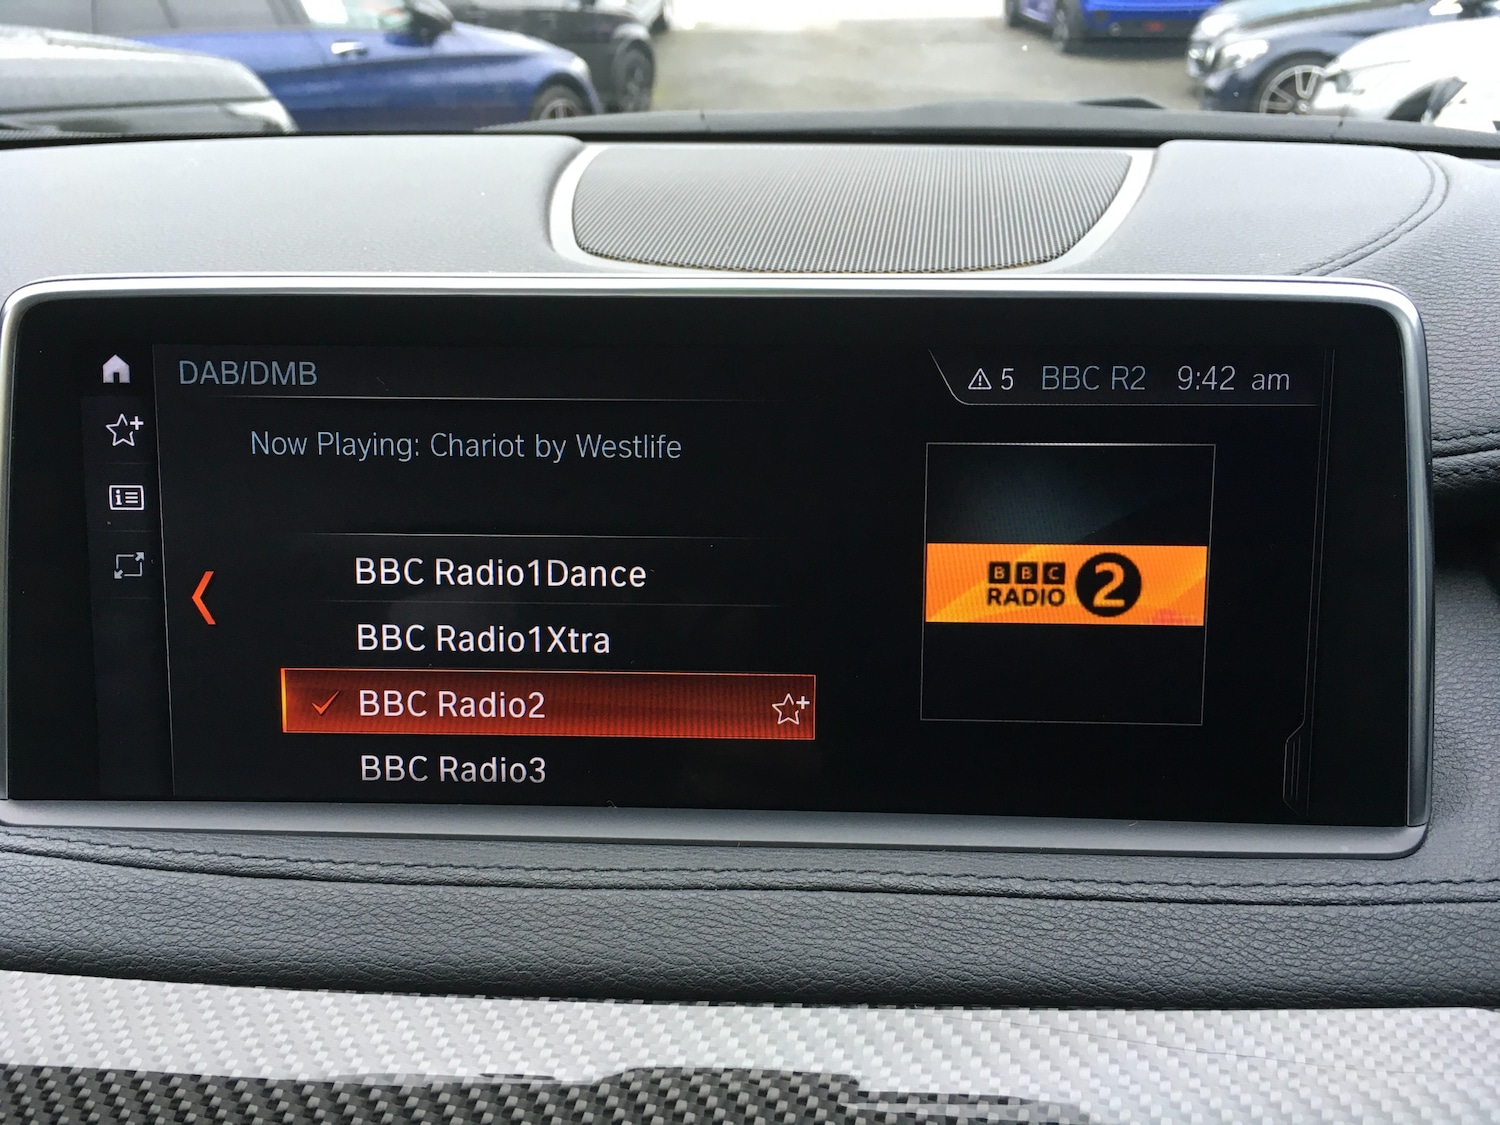 DAB/DMB
5 BBC R2 9:42 am
Now Playing: Chariot by Westlife
BBC Radio1Dance
BBC Radio1Xtra
BBC Radio2
BBC Radio3
BBC
RADIO 2